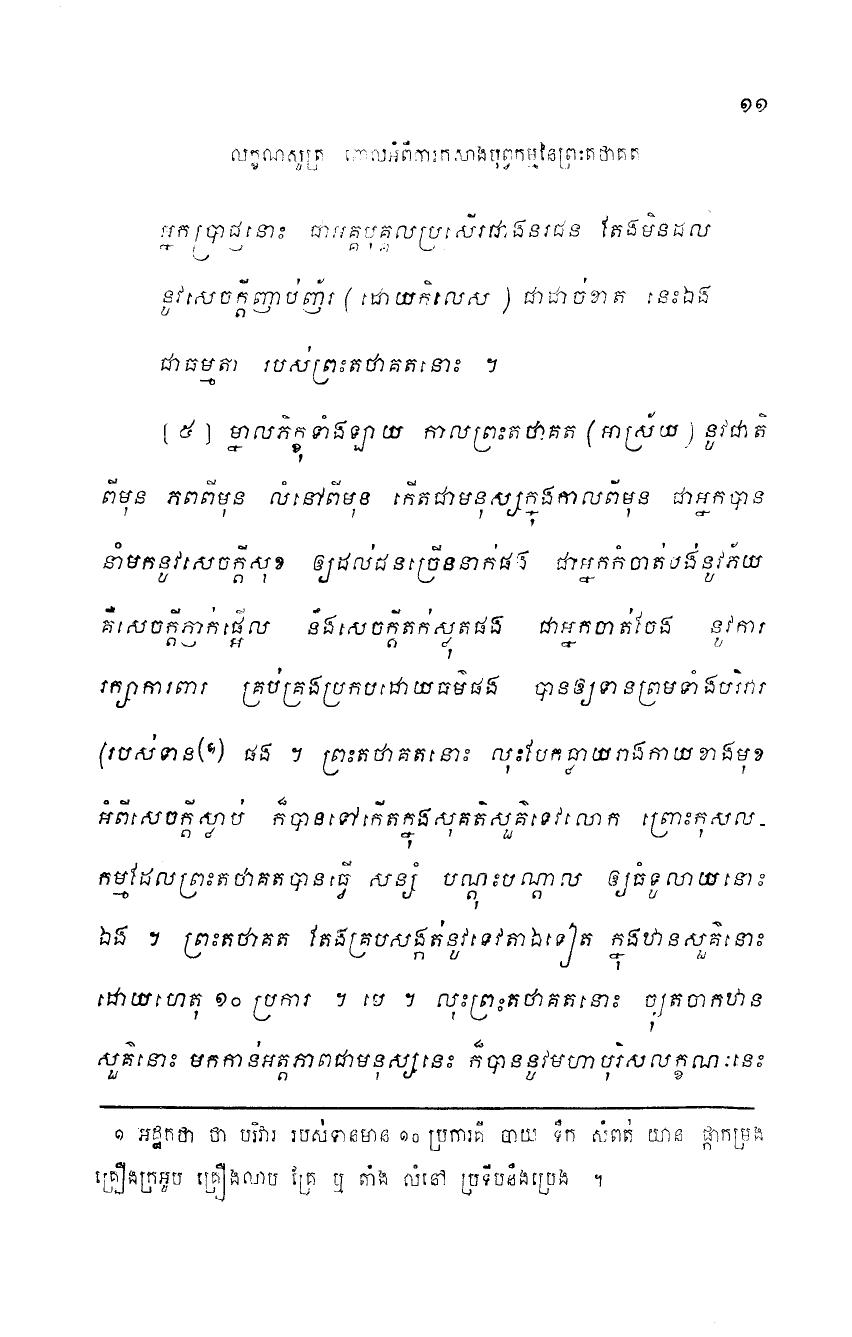 ១១
លក្ខណសូត្រ ពោលអំពីការកសាងបុព្វកម្មនៃព្រះតថាគត
អ្នកប្រាជ្ញនោះ ជាអគ្គបុគ្គលប្រសើរជាងនរជន តែងមិនដល់
នូវសេចក្តីញាប់ញ័រ (ដោយកិលេស) ជាដាច់ខាត នេះឯង
ជាធម្មតា របស់ព្រះតថាគតនោះ ។
[៥] ម្នាលភិក្ខុទាំងឡាយ កាលព្រះតថាគត (អាស្រ័យ) នូវជាតិ
ពីមុន ភពពីមុន លំនៅពីមុន កើតជាមនុស្សក្នុងកាលពីមុន ជាអ្នកបាន
នាំមកនូវសេចក្តីសុខ ឲ្យដល់ជនច្រើននាក់ផង ជាអ្នកកំចាត់បង់នូវភ័យ
គឺសេចក្តីភ្ញាក់ផ្អើល និងសេចក្តីតក់ស្លុតផង ជាអ្នកចាត់ចែង នូវការ
រក្សាការពារ គ្រប់គ្រងប្រកបដោយធម៌ផង បានឲ្យទានព្រមទាំងបរិវារ
(របស់ទាន(១) ផង ។ ព្រះតថាគតនោះ លុះបែកធ្លាយរាងកាយខាងមុខ
អំពីសេចក្តីស្លាប់ ក៏បានទៅកើតក្នុងសុគតិសួគ៌ទេវលោក ព្រោះកុសល-
កម្មដែលព្រះតថាគតបានធ្វើ សន្សំ បណ្តុះបណ្តាល ឲ្យធំទូលាយនោះ
ឯង ។ ព្រះតថាគត តែងគ្របសង្កត់នូវទេវតាឯទៀត ក្នុងឋានសួគ៌នោះ
ដោយហេតុ ១០ ប្រការ ។ បេ ។ លុះព្រះតថាគតនោះ ច្យុតចាកឋាន
សួគ៌នោះ មកកាន់អត្តភាពជាមនុស្សនេះ ក៏បាននូវមហាបុរិសលក្ខណៈនេះ
១ អដ្ឋកថា ថា បរិវារ របស់ទានមាន ១០ ប្រការគឺ បាយ ទឹក សំពត់ យាន ផ្កាកម្រង
គ្រឿងក្រអូប គ្រឿងលាប គ្រែ ឬ តាំង លំនៅ ប្រទីបនឹងប្រេង ។